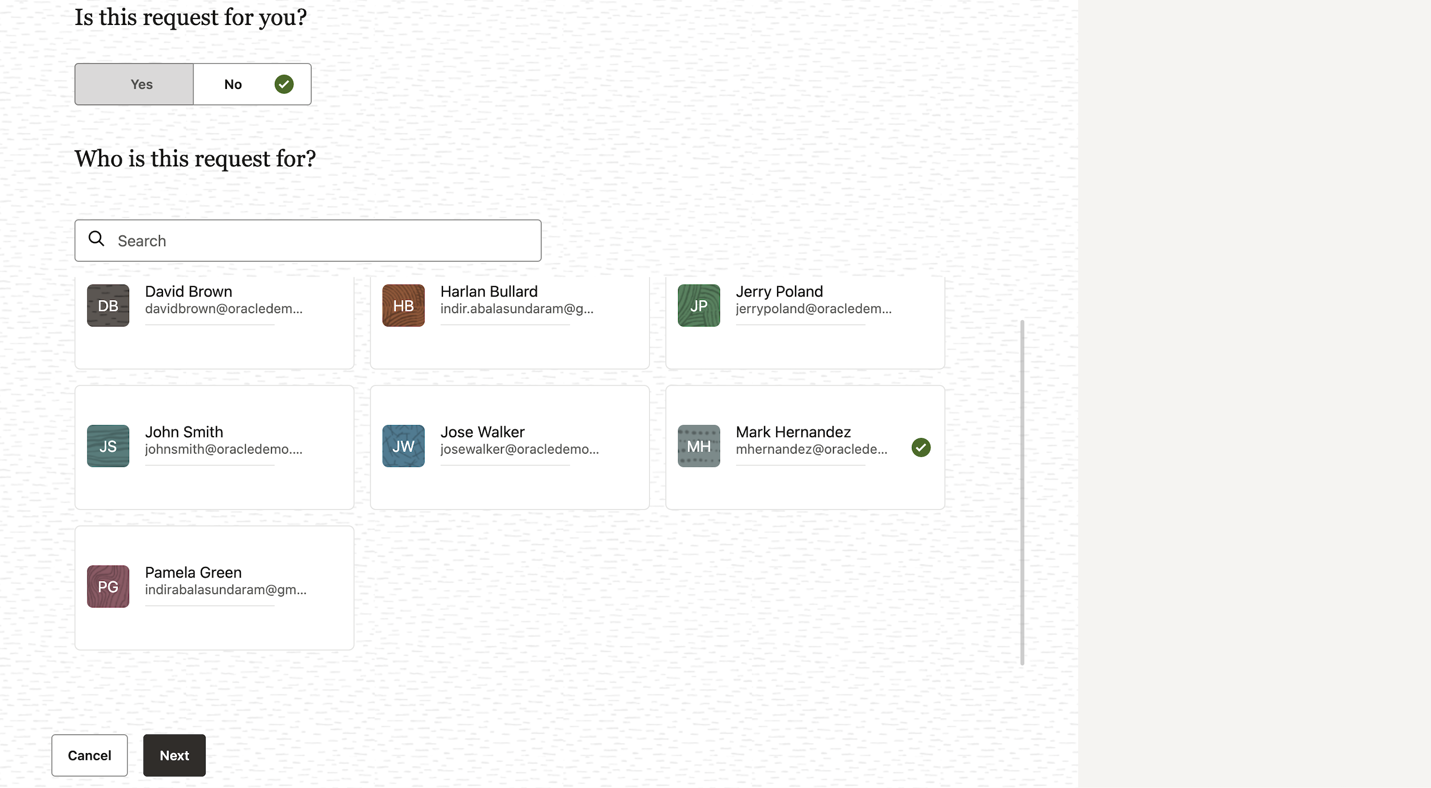 Is this request for you?
Yes No
Who is this request for?
Search
DB David Brown
davidbrown@oracledem...
HB Harlan Bullard
indir.abalasundaram@g...
JP Jerry Poland
jerrypoland@oracledem...
JS John Smith
johnsmith@oracledemo....
JW Jose Walker
josewalker@oracledemo...
MH Mark Hernandez
mhernandez@oraclede...
PG Pamela Green
indirabalasundaram@gm...
Cancel Next